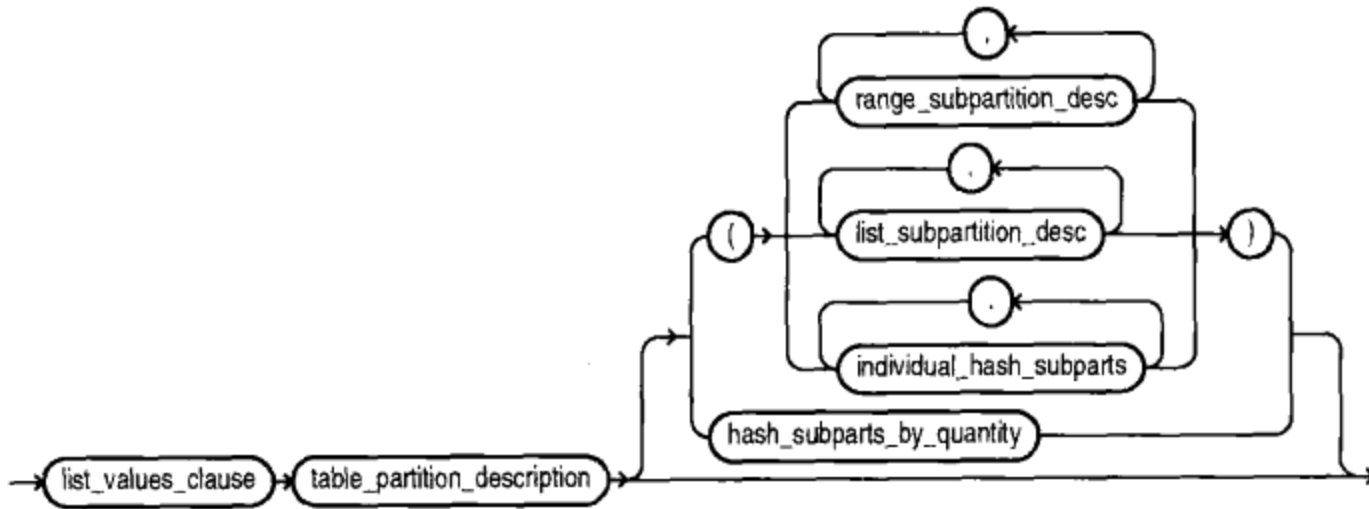 ,
range_subpartition_desc
,
( list_subpartition_desc )
,
individual_hash_subparts
hash_subparts_by_quantity
list_values_clause table_partition_description